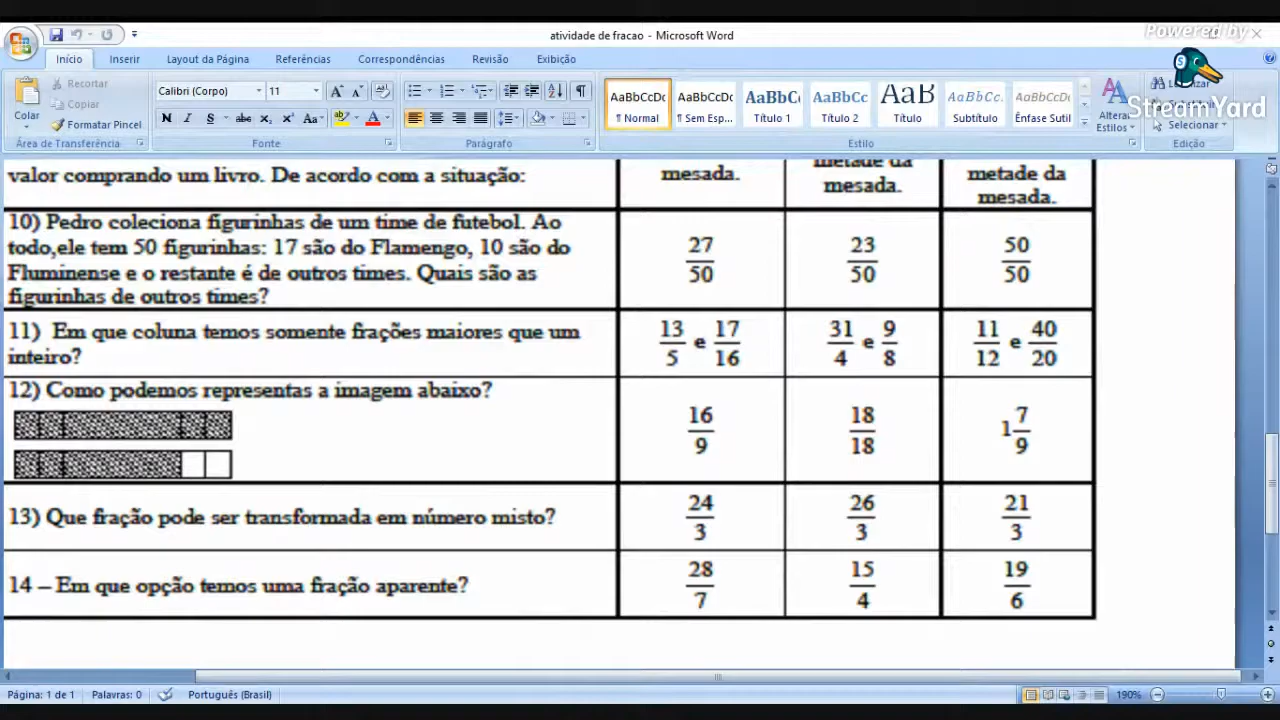 atividade de fracao - Microsoft Word
Powered by
StreamYard
Início Inserir Layout da Página Referências Correspondências Revisão Exibição
Colar
Recortar
Copiar
Formatar Pincel
Área de Transferência
Calibri (Corpo) 11
N I S abc x₂ x² Aa A
Fonte
Parágrafo
AaBbCcDc AaBbCcDc AaBbC AaBbCc AaB AaBbCc. AaBbCcDc
¶ Normal ¶ Sem Esp... Título 1 Título 2 Título Subtítulo Ênfase Sutil
Estilo
Alterar
Estilos
Selecionar
Edição
valor comprando um livro. De acordo com a situação:
mesada.
metade da
mesada.
metade da
mesada.
10) Pedro coleciona figurinhas de um time de futebol. Ao
todo,ele tem 50 figurinhas: 17 são do Flamengo, 10 são do
Fluminense e o restante é de outros times. Quais são as
figurinhas de outros times?
27/50 23/50 50/50
11) Em que coluna temos somente frações maiores que um
inteiro?
13/5 e 17/16 31/4 e 9/8 11/12 e 40/20
12) Como podemos representas a imagem abaixo?
16/9 18/18 1 7/9
13) Que fração pode ser transformada em número misto?
24/3 26/3 21/3
14 – Em que opção temos uma fração aparente?
28/7 15/4 19/6
Página: 1 de 1 Palavras: 0 Português (Brasil) 190%